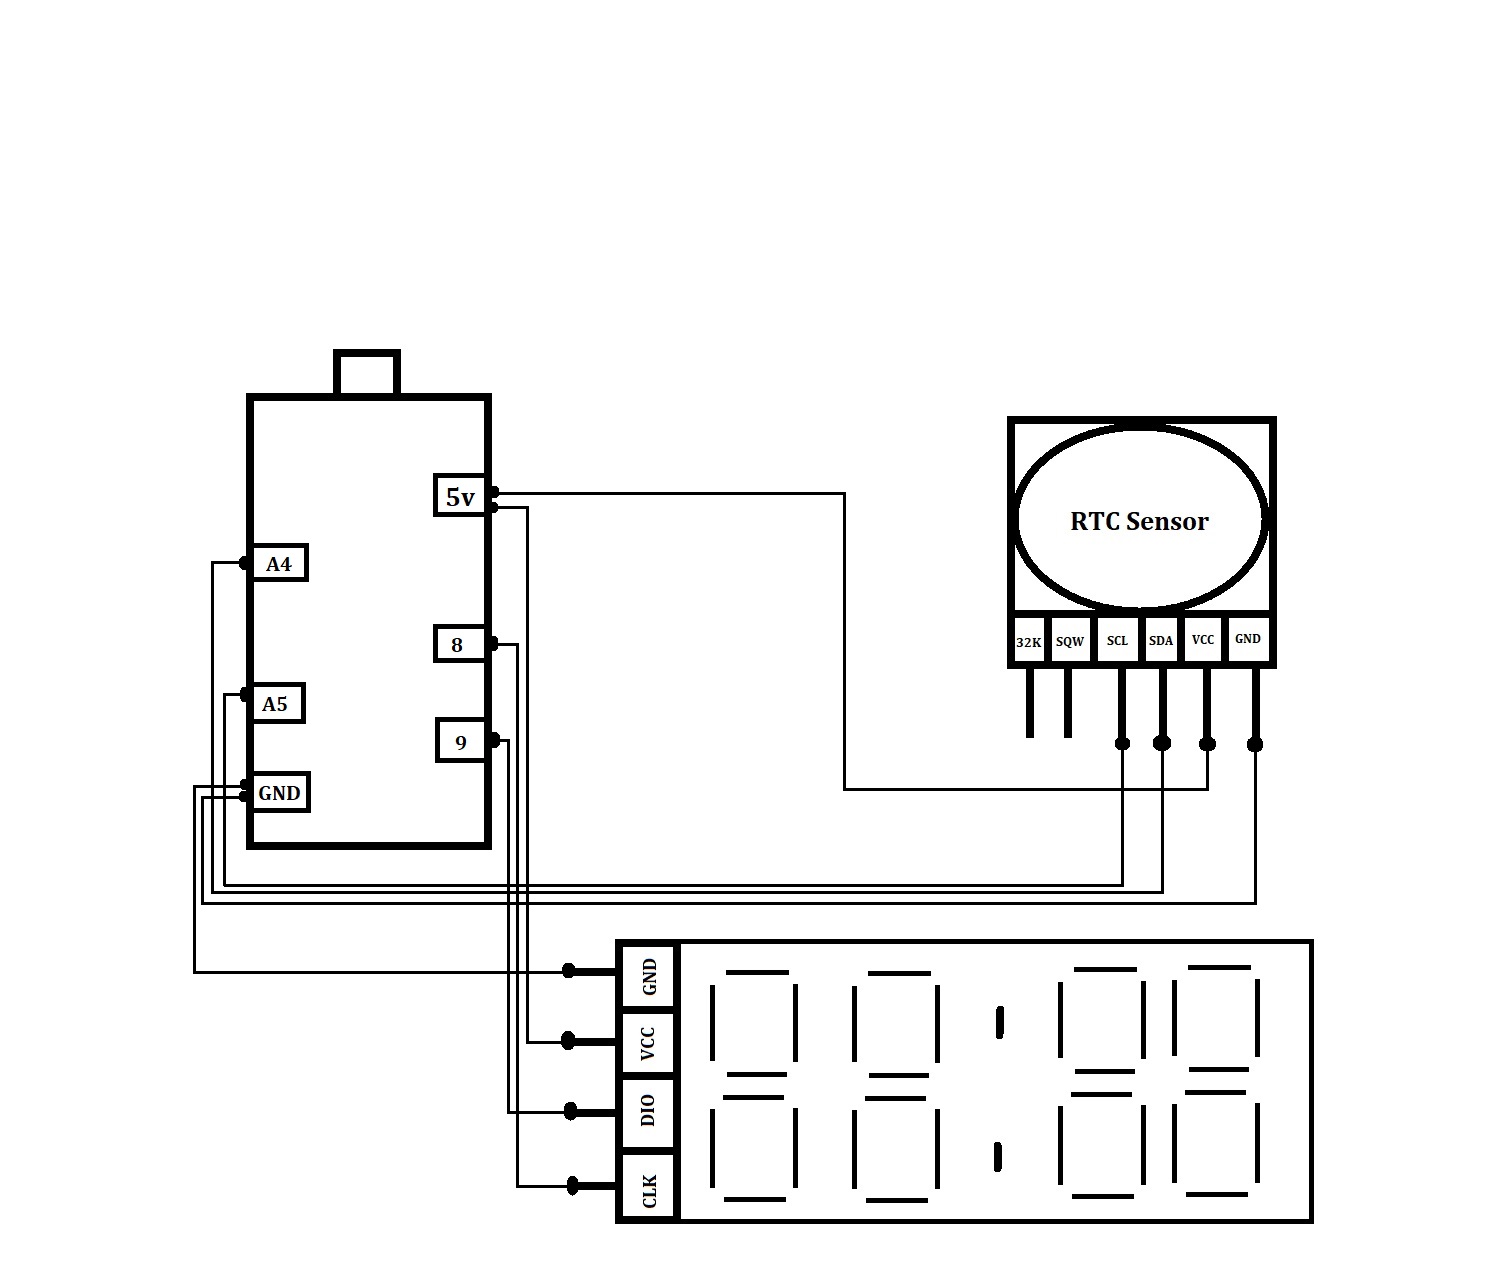 5v
A4
8
A5
9
GND
RTC Sensor
32K SQW SCL SDA VCC GND
GND
VCC
DIO
CLK